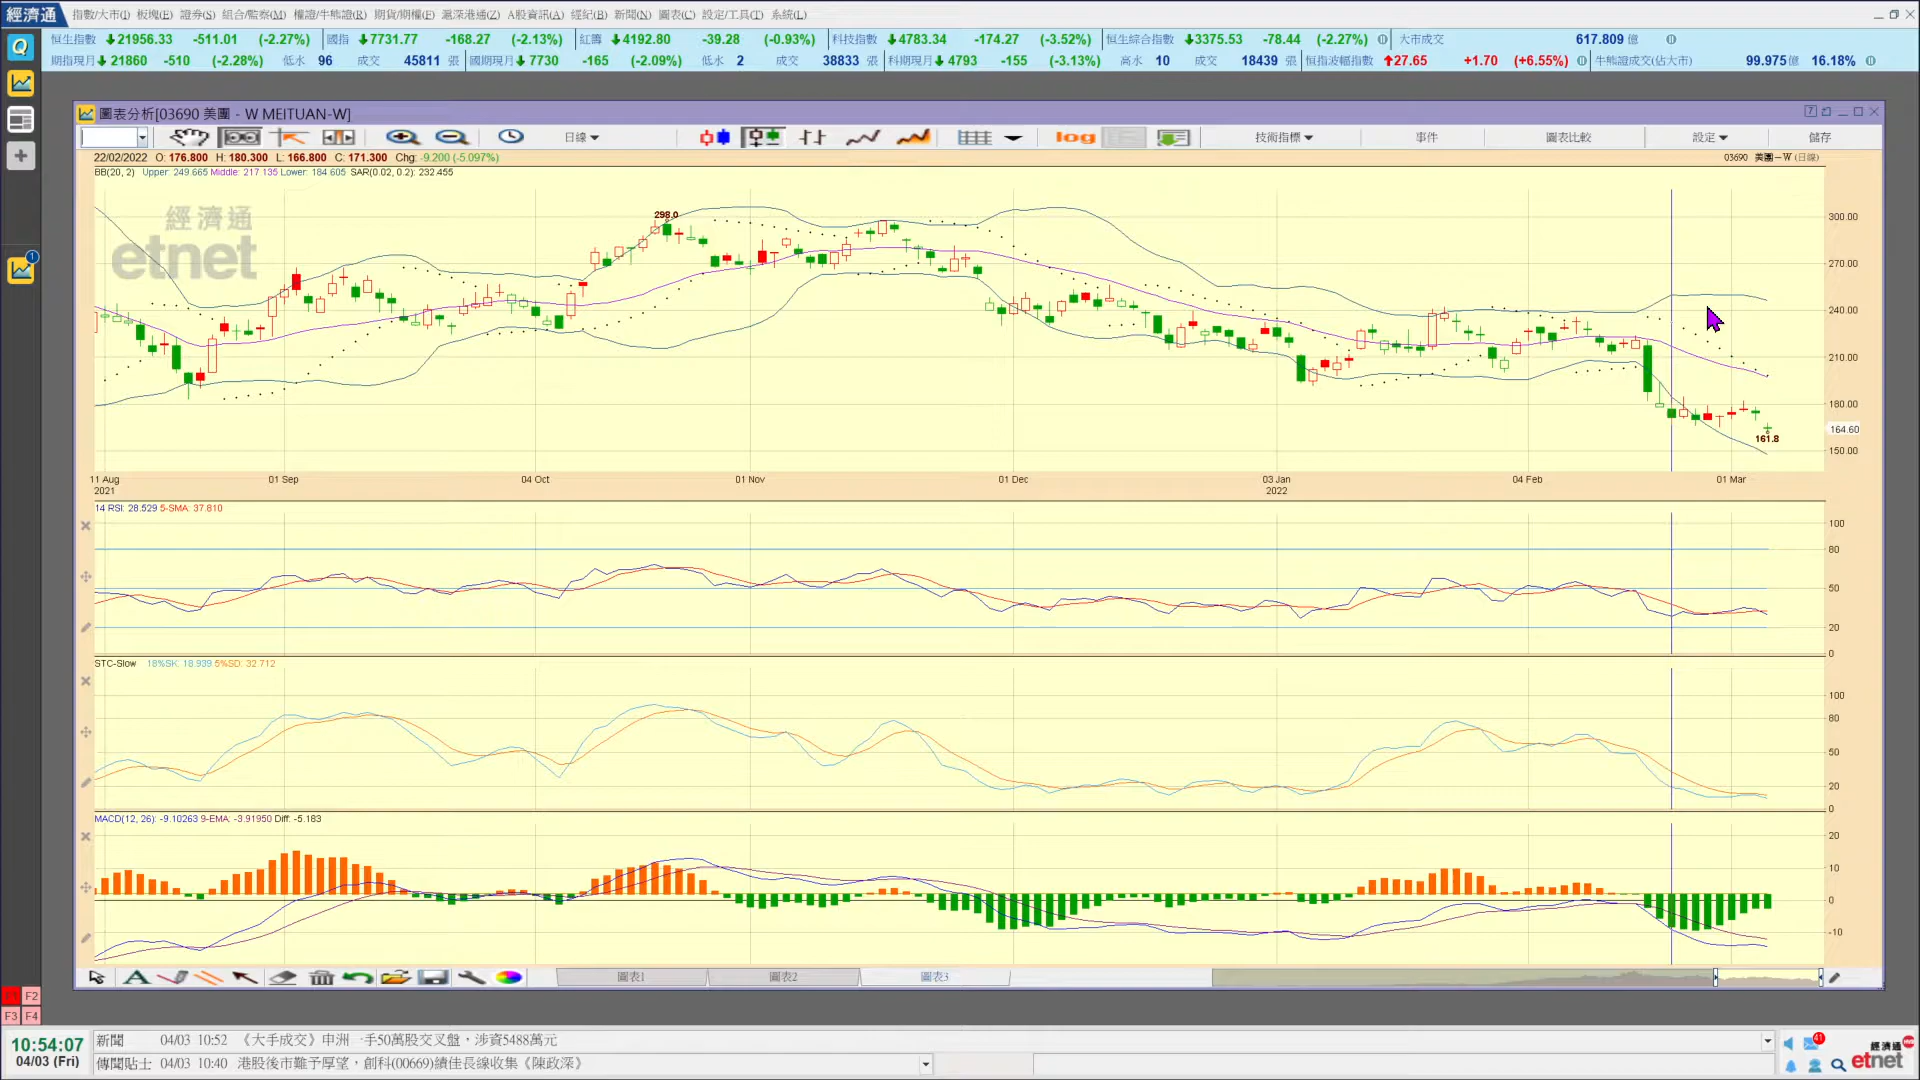 經濟通 指數/大市(I) 板塊(E) 證券(S) 組合/監察(M) 權證/牛熊證(R) 期貨/期權(F) 滬深港通(Z) A股資訊(A) 經紀(B) 新聞(N) 圖表(C) 設定/工具(T) 系統(L)
恒生指數 21956.33 -511.01 (-2.27%) 國指 7731.77 -168.27 (-2.13%) 紅籌 4192.80 -39.28 (-0.93%) 科技指數 4783.34 -174.27 (-3.52%) 恒生綜合指數 3375.53 -78.44 (-2.27%) 大市成交 617.809 億
期指現月 21860 -510 (-2.28%) 低水 96 成交 45811 張 國期現月 7730 -165 (-2.09%) 低水 2 成交 38833 張 科期現月 4793 -155 (-3.13%) 高水 10 成交 18439 張 恒指波幅指數 27.65 +1.70 (+6.55%) 牛熊證成交(佔大市) 99.975億 16.18%
圖表分析[03690 美團 - W MEITUAN-W]
日線 log 技術指標 事件 圖表比較 設定 儲存
22/02/2022 O: 176.800 H: 180.300 L: 166.800 C: 171.300 Chg: -9.200 (-5.097%) 03690 美團－W (日線)
BB(20, 2) Upper: 249.665 Middle: 217.135 Lower: 184.605 SAR(0.02, 0.2): 232.455
經濟通
etnet
298.0
300.00
270.00
240.00
210.00
180.00
164.60
161.8
150.00
11 Aug 01 Sep 04 Oct 01 Nov 01 Dec 03 Jan 04 Feb 01 Mar
2021 2022
14 RSI: 28.529 5-SMA: 37.810
100
80
50
20
0
STC-Slow 18%SK: 18.939 5%SD: 32.712
100
80
50
20
0
MACD(12, 26): -9.10263 9-EMA: -3.91950 Diff: -5.183
20
10
0
-10
A 圖表1 圖表2 圖表3
F1 F2
F3 F4
10:54:07 新聞 04/03 10:52 《大手成交》申洲一手50萬股交叉盤，涉資5488萬元
04/03 (Fri) 傳聞貼士 04/03 10:40 港股後市難予厚望，創科(00669)績佳長線收集《陳政深》
41
經濟通
etnet